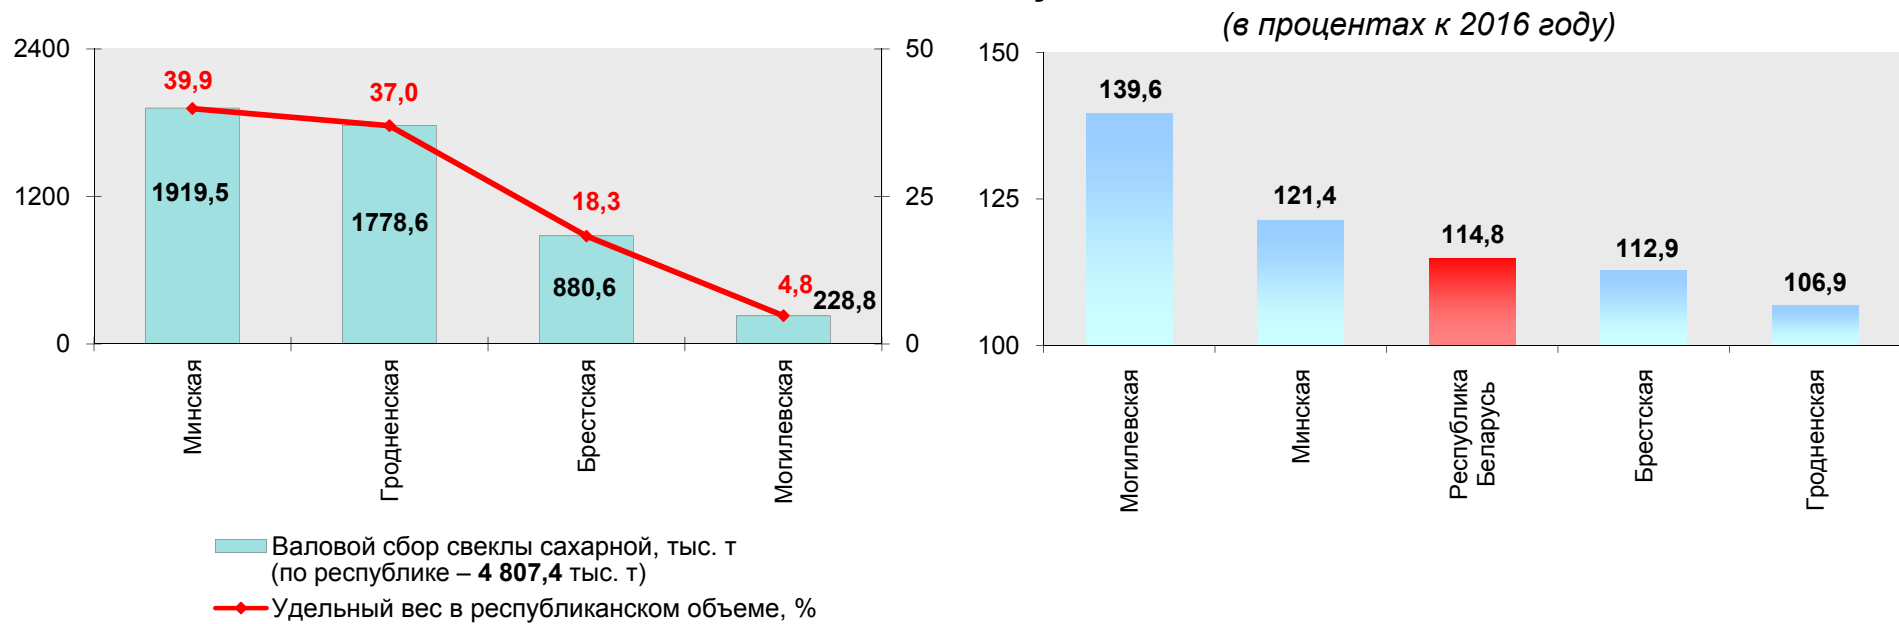 2400
1200
0
50
25
0
39,9
37,0
18,3
4,8
1919,5
1778,6
880,6
228,8
Минская
Гродненская
Брестская
Могилевская
Валовой сбор свеклы сахарной, тыс. т
(по республике – 4 807,4 тыс. т)
Удельный вес в республиканском объеме, %
(в процентах к 2016 году)
150
125
100
139,6
121,4
114,8
112,9
106,9
Могилевская
Минская
Республика
Беларусь
Брестская
Гродненская